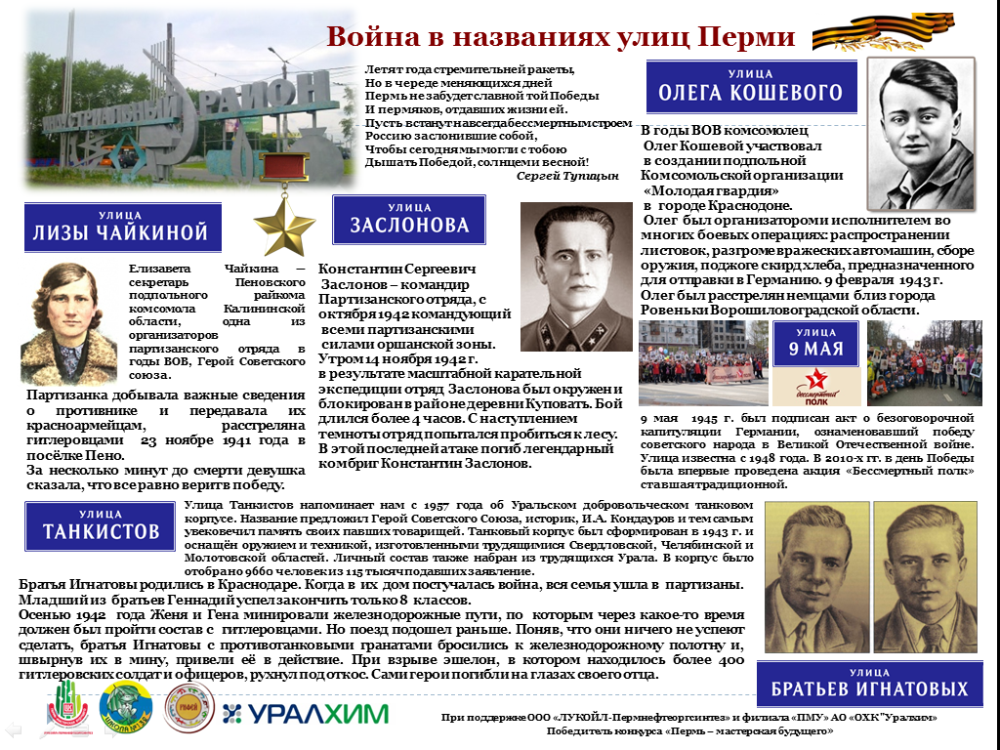 Война в названиях улиц Перми
ИНДУСТРИАЛЬНЫЙ РАЙОН
Летят года стремительней ракеты,
Но в череде меняющихся дней
Пермь не забудет славной той Победы
И пермяков, отдавших жизни ей.
Пусть встанут навсегда бессмертным строем
Россию заслонившие собой,
Чтобы сегодня мы могли с тобою
Дышать Победой, солнцем и весной!
Сергей Тупицын
УЛИЦА
ОЛЕГА КОШЕВОГО
В годы ВОВ комсомолец
Олег Кошевой участвовал
в создании подпольной
Комсомольской организации
«Молодая гвардия»
в городе Краснодоне.
Олег был организатором и исполнителем во
многих боевых операциях: распространении
листовок, разгроме вражеских автомашин, сборе
оружия, поджоге скирд хлеба, предназначенного
для отправки в Германию. 9 февраля 1943 г.
Олег был расстрелян немцами близ города
Ровеньки Ворошиловоградской области.
УЛИЦА
ЛИЗЫ ЧАЙКИНОЙ
Елизавета Чайкина —
секретарь Пеновского
подпольного райкома
комсомола Калининской
области, одна из
организаторов
партизанского отряда в
годы ВОВ, Герой Советского
союза.
Партизанка добывала важные сведения
о противнике и передавала их
красноармейцам, расстреляна
гитлеровцами 23 ноябре 1941 года в
посёлке Пено.
За несколько минут до смерти девушка
сказала, что все равно верит в победу.
УЛИЦА
ЗАСЛОНОВА
Константин Сергеевич
Заслонов – командир
Партизанского отряда, с
октября 1942 командующий
всеми партизанскими
силами оршанской зоны.
Утром 14 ноября 1942 г.
в результате масштабной карательной
экспедиции отряд Заслонова был окружен и
блокирован в районе деревни Куповать. Бой
длился более 4 часов. С наступлением
темноты отряд попытался пробиться к лесу.
В этой последней атаке погиб легендарный
комбриг Константин Заслонов.
УЛИЦА
9 МАЯ
бессмертный
ПОЛК
9 мая 1945 г. был подписан акт о безоговорочной
капитуляции Германии, ознаменовавший победу
советского народа в Великой Отечественной войне.
Улица известна с 1948 года. В 2010-х гг. в день Победы
была впервые проведена акция «Бессмертный полк»
ставшая традиционной.
УЛИЦА
ТАНКИСТОВ
Улица Танкистов напоминает нам с 1957 года об Уральском добровольческом танковом
корпусе. Название предложил Герой Советского Союза, историк, И.А. Кондауров и тем самым
увековечил память своих павших товарищей. Танковый корпус был сформирован в 1943 г. и
оснащён оружием и техникой, изготовленными трудящимися Свердловской, Челябинской и
Молотовской областей. Личный состав также набран из трудящихся Урала. В корпус было
отобрано 9660 человек из 115 тысяч подавших заявление.
Братья Игнатовы родились в Краснодаре. Когда в их дом постучалась война, вся семья ушла в партизаны.
Младший из братьев Геннадий успел закончить только 8 классов.
Осенью 1942 года Женя и Гена минировали железнодорожные пути, по которым через какое-то время
должен был пройти состав с гитлеровцами. Но поезд подошел раньше. Поняв, что они ничего не успеют
сделать, братья Игнатовы с противотанковыми гранатами бросились к железнодорожному полотну и,
швырнув их в мину, привели её в действие. При взрыве эшелон, в котором находилось более 400
гитлеровских солдат и офицеров, рухнул под откос. Сами герои погибли на глазах своего отца.
УЛИЦА
БРАТЬЕВ ИГНАТОВЫХ
УРАЛХИМ
При поддержке ООО «ЛУКОЙЛ-Пермнефтеоргсинтез» и филиала «ПМУ» АО «ОХК "Уралхим»
Победитель конкурса «Пермь – мастерская будущего»